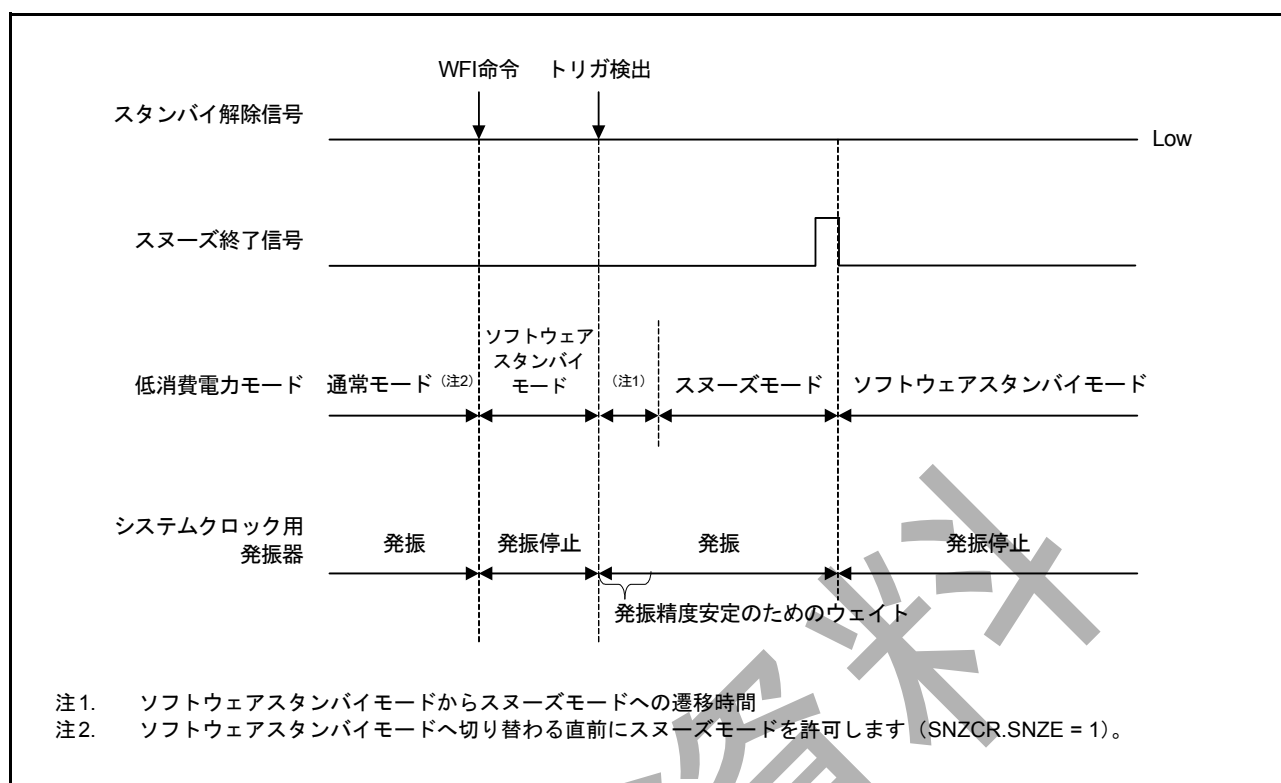 WFI命令 トリガ検出
スタンバイ解除信号
Low
スヌーズ終了信号
ソフトウェア
スタンバイ
モード
低消費電力モード 通常モード (注2) (注1) スヌーズモード ソフトウェアスタンバイモード
システムクロック用
発振器
発振 発振停止 発振 発振停止
発振精度安定のためのウェイト
注1. ソフトウェアスタンバイモードからスヌーズモードへの遷移時間
注2. ソフトウェアスタンバイモードへ切り替わる直前にスヌーズモードを許可します(SNZCR.SNZE = 1)。
資料